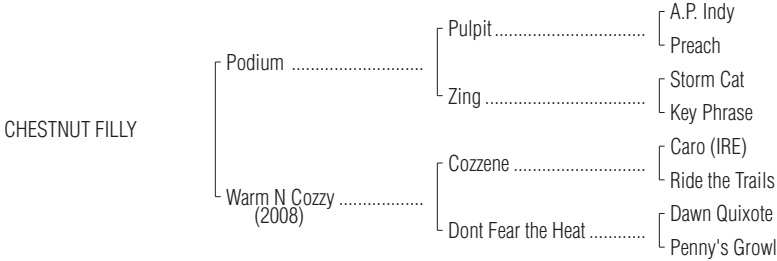 A.P. Indy
Pulpit ................................
Preach
Podium ............................
Storm Cat
Zing ..................................
Key Phrase
CHESTNUT FILLY
Caro (IRE)
Cozzene ............................
Ride the Trails
Warm N Cozzy ..................
(2008)
Dawn Quixote
Dont Fear the Heat ............
Penny's Growl